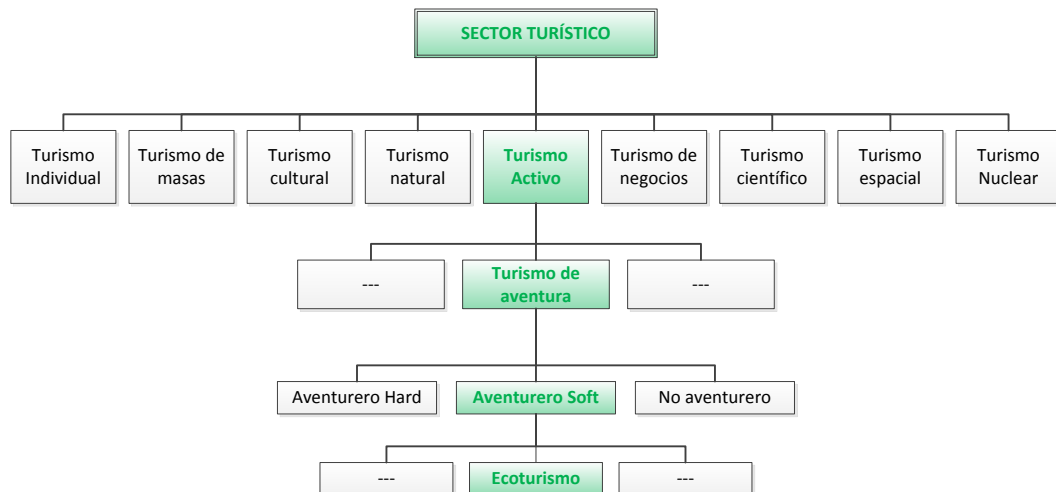 SECTOR TURÍSTICO
Turismo
Individual
Turismo de
masas
Turismo
cultural
Turismo
natural
Turismo
Activo
Turismo de
negocios
Turismo
científico
Turismo
espacial
Turismo
Nuclear
---
Turismo de
aventura
---
Aventurero Hard
Aventurero Soft
No aventurero
---
Ecoturismo
---